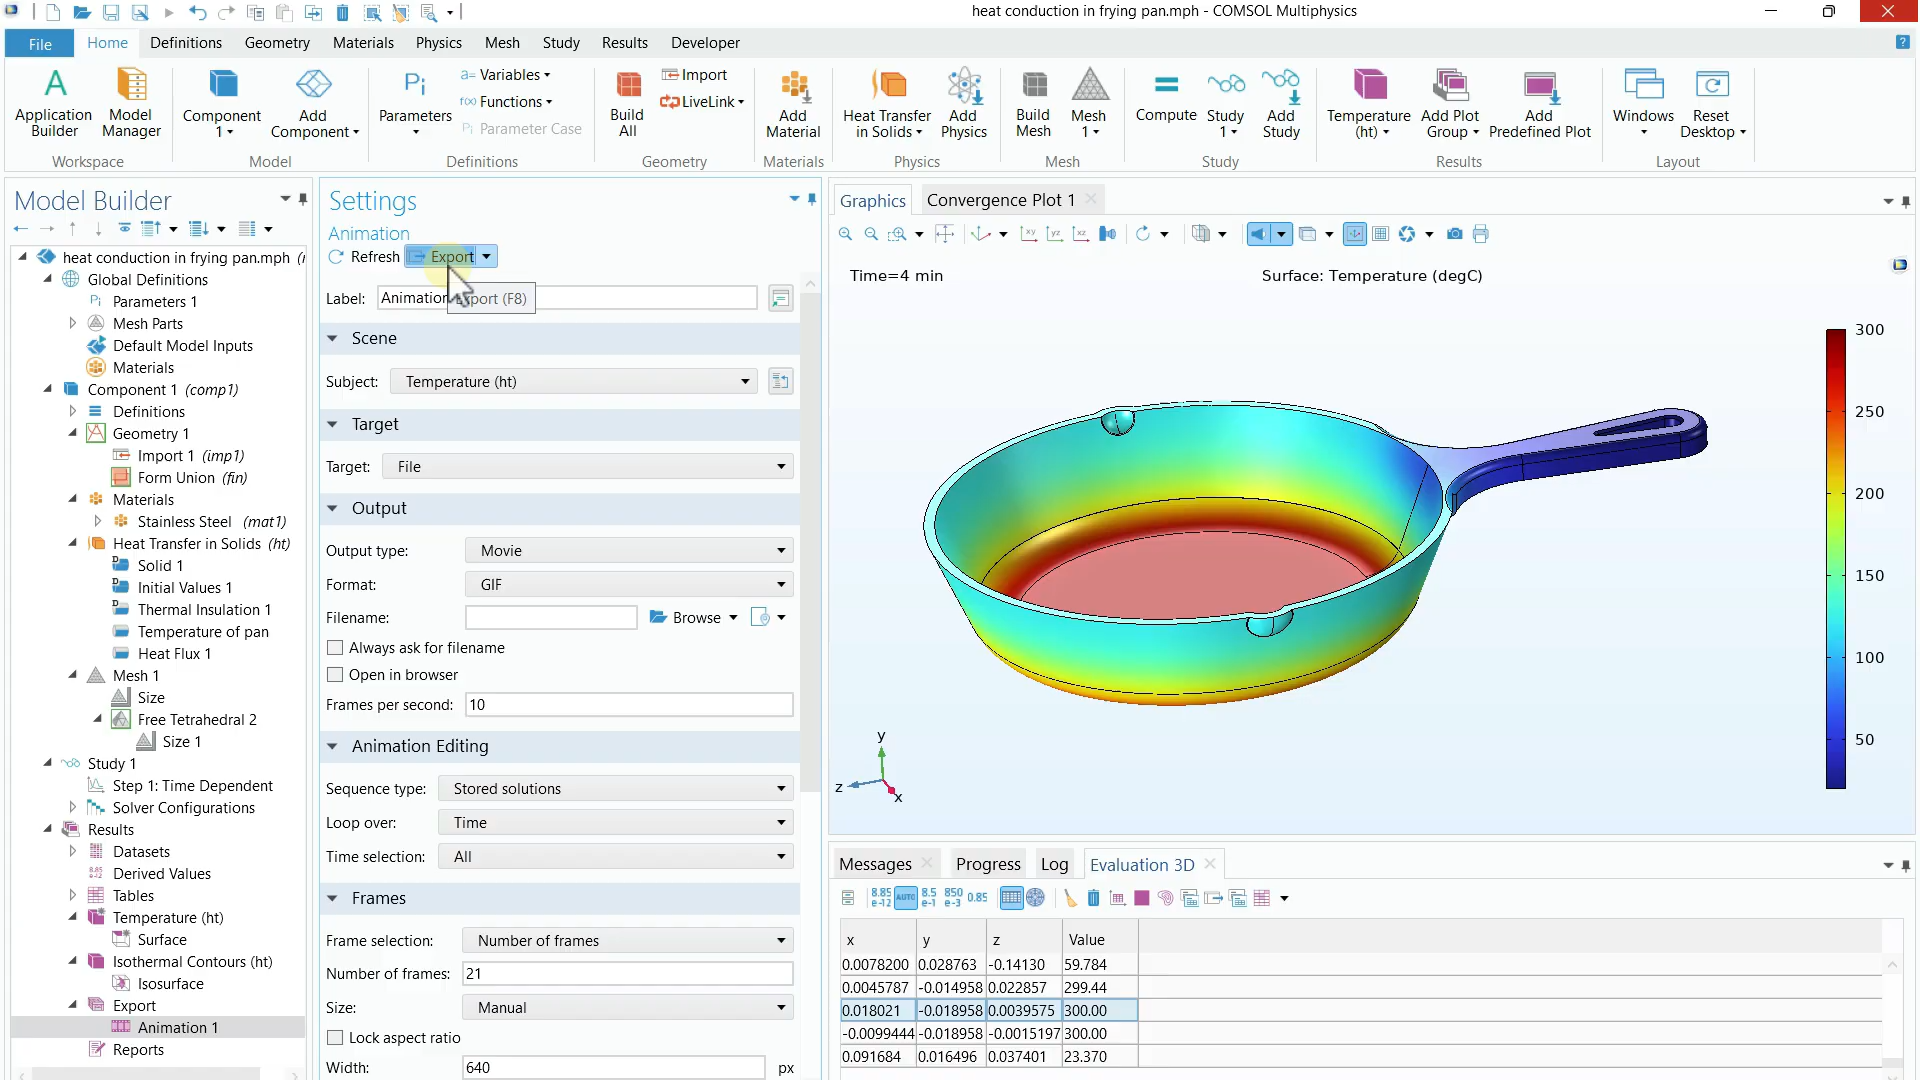 heat conduction in frying pan.mph - COMSOL Multiphysics
File Home Definitions Geometry Materials Physics Mesh Study Results Developer
Application Builder
Model Manager
Workspace
Component 1
Add Component
Model
Parameters
a= Variables
f(x) Functions
Pi Parameter Case
Definitions
Build All
Import
LiveLink
Geometry
Add Material
Materials
Heat Transfer in Solids
Add Physics
Physics
Build Mesh
Mesh 1
Mesh
Compute
Study 1
Add Study
Study
Temperature (ht)
Add Plot Group
Add Predefined Plot
Results
Windows
Reset Desktop
Layout
Model Builder
heat conduction in frying pan.mph
Global Definitions
Pi Parameters 1
Mesh Parts
Default Model Inputs
Materials
Component 1 (comp1)
Definitions
Geometry 1
Import 1 (imp1)
Form Union (fin)
Materials
Stainless Steel (mat1)
Heat Transfer in Solids (ht)
Solid 1
Initial Values 1
Thermal Insulation 1
Temperature of pan
Heat Flux 1
Mesh 1
Size
Free Tetrahedral 2
Size 1
Study 1
Step 1: Time Dependent
Solver Configurations
Results
Datasets
Derived Values
Tables
Temperature (ht)
Surface
Isothermal Contours (ht)
Isosurface
Export
Animation 1
Reports
Settings
Animation
Refresh Export
Label: Animation
Export (F8)
Scene
Subject: Temperature (ht)
Target
Target: File
Output
Output type: Movie
Format: GIF
Filename: Browse
Always ask for filename
Open in browser
Frames per second: 10
Animation Editing
Sequence type: Stored solutions
Loop over: Time
Time selection: All
Frames
Frame selection: Number of frames
Number of frames: 21
Size: Manual
Lock aspect ratio
Width: 640 px
Graphics Convergence Plot 1
Time=4 min Surface: Temperature (degC)
300
250
200
150
100
50
y
z
x
Messages Progress Log Evaluation 3D
8.85 e-12 AUTO 8.5 e-1 850 e-3 0.85
x y z Value
0.0078200 0.028763 -0.14130 59.784
0.0045787 -0.014958 0.022857 299.44
0.018021 -0.018958 0.0039575 300.00
-0.0099444 -0.018958 -0.0015197 300.00
0.091684 0.016496 0.037401 23.370